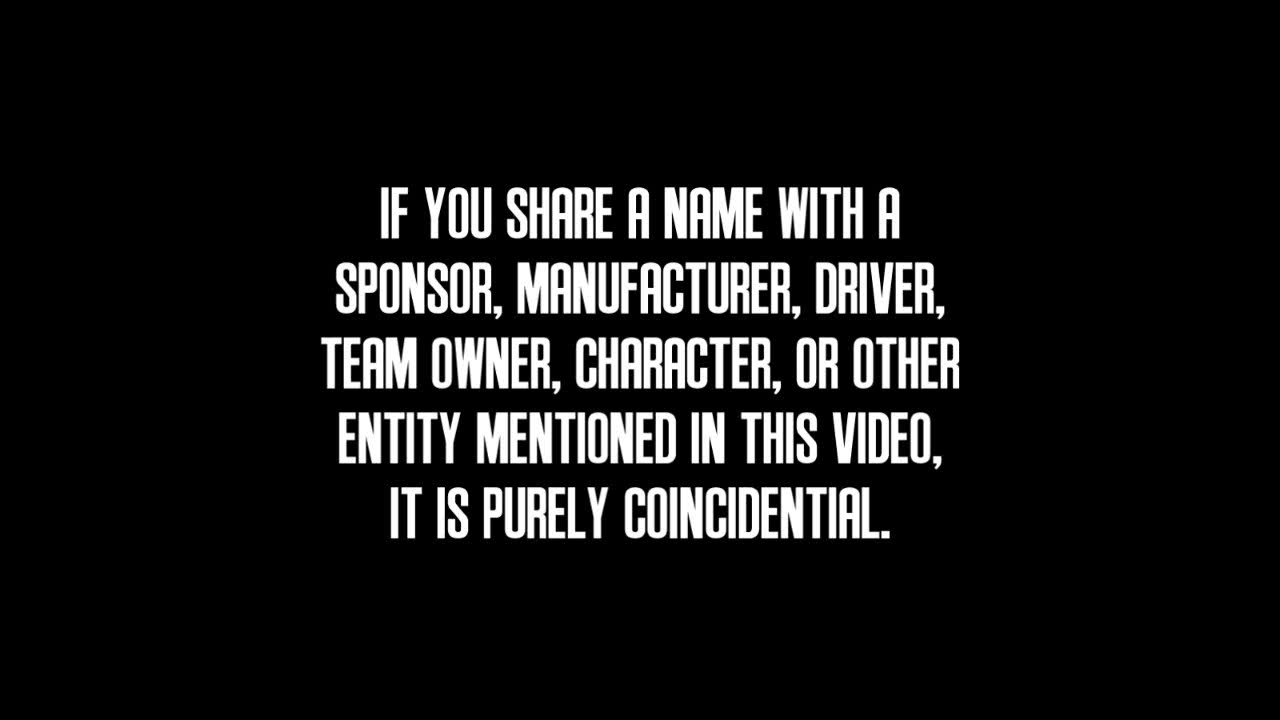 IF YOU SHARE A NAME WITH A
SPONSOR, MANUFACTURER, DRIVER,
TEAM OWNER, CHARACTER, OR OTHER
ENTITY MENTIONED IN THIS VIDEO,
IT IS PURELY COINCIDENTIAL.